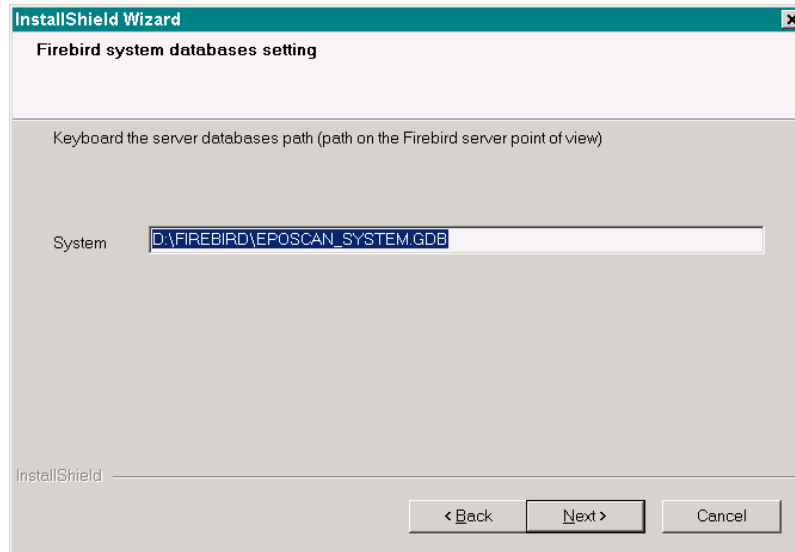 InstallShield Wizard
Firebird system databases setting
Keyboard the server databases path (path on the Firebird server point of view)
System D:\FIREBIRD\EPOSCAN_SYSTEM.GDB
InstallShield
< Back Next > Cancel